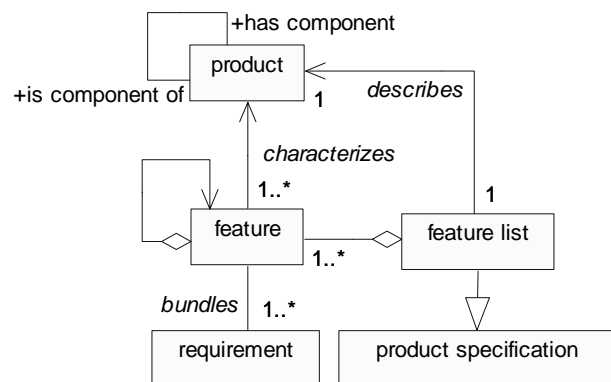 +has component
product
+is component of
describes
1
characterizes
1..*
1
feature
feature list
1..*
bundles
1..*
requirement
product specification